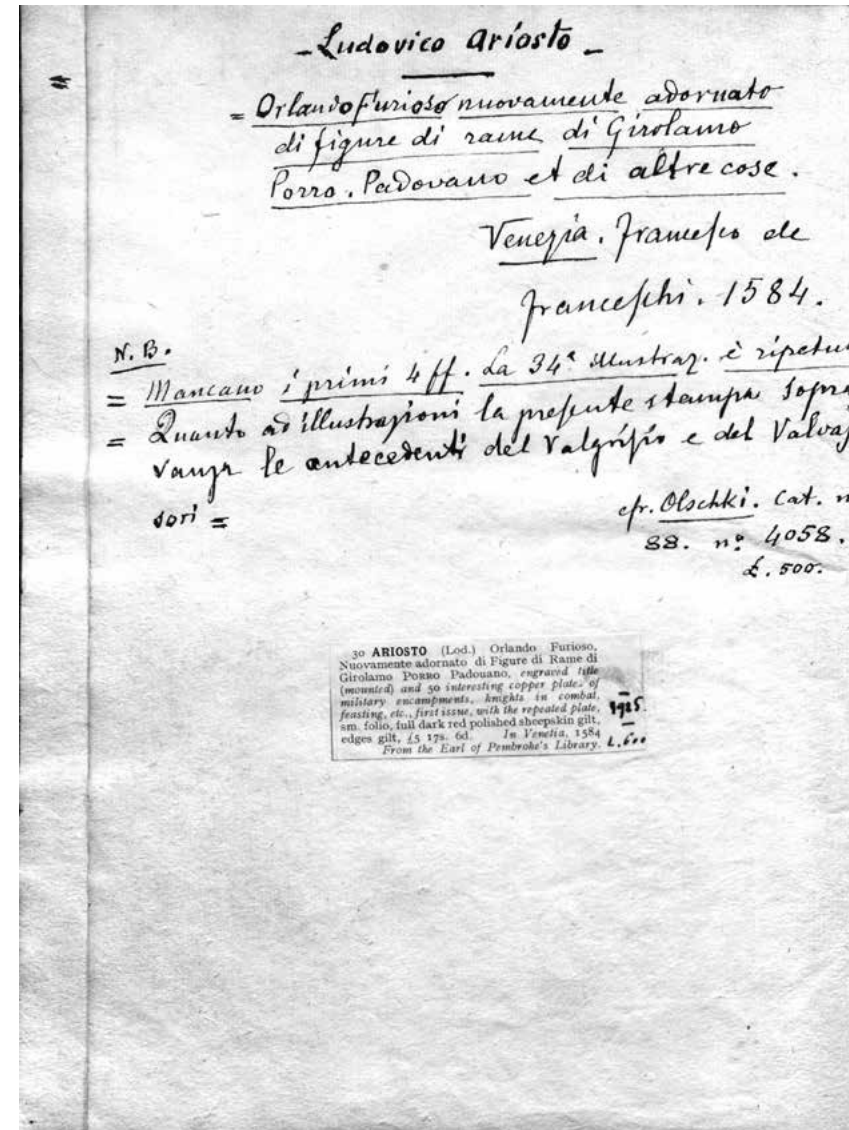 - Ludovico Ariosto -
= Orlando Furioso nuovamente adornato
di figure di rame di Girolamo
Porro. Padovano et di altre cose.
Venezia. Francesco de
Franceschi. 1584.
N. B.
= Mancano i primi 4 ff. La 34ª illustraz. è ripetu
= Quanto ad illustrazioni la presente stampa sopra
vanza le antecedenti del Valgrisio e del Valvas
sori =
cfr. Olschki. Cat. n
88. nº 4058.
£. 500.
30 ARIOSTO (Lod.) Orlando Furioso,
Nuovamente adornato di Figure di Rame di
Girolamo PORRO Padouano, engraved title
(mounted) and 50 interesting copper plates of
military encampments, knights in combat,
feasting, etc., first issue, with the repeated plate,
sm. folio, full dark red polished sheepskin gilt,
edges gilt, £5 17s. 6d. In Venetia, 1584
From the Earl of Pembroke's Library.
1925.
L. 600